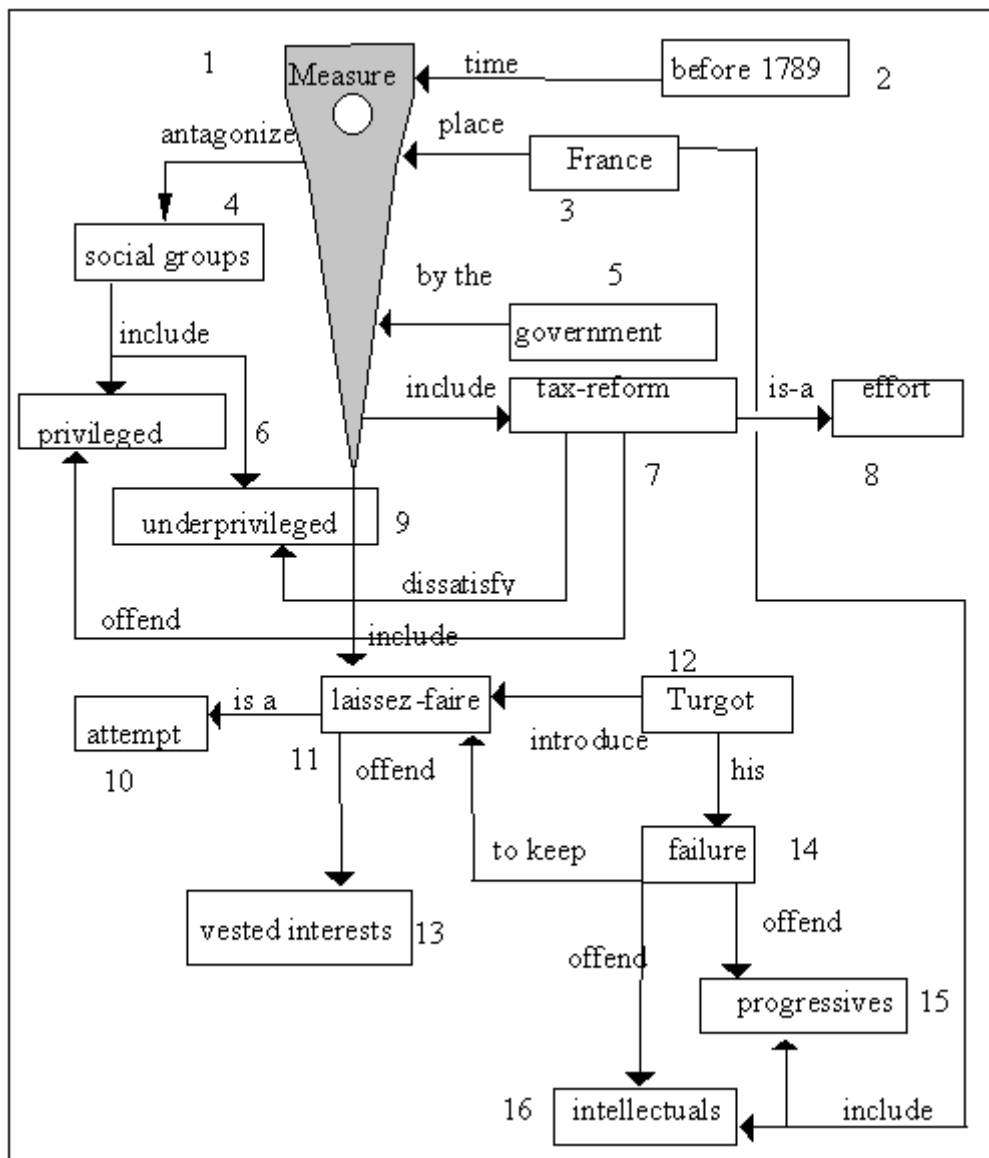 1
Measure
time
before 1789
2
antagonize
place
France
3
4
social groups
by the
5
government
include
include
tax-reform
is-a
effort
privileged
6
7
8
underprivileged
9
dissatisfy
offend
include
12
is a
laissez-faire
Turgot
attempt
introduce
10
11
offend
his
to keep
failure
14
vested interests
13
offend
offend
progressives
15
16
intellectuals
include